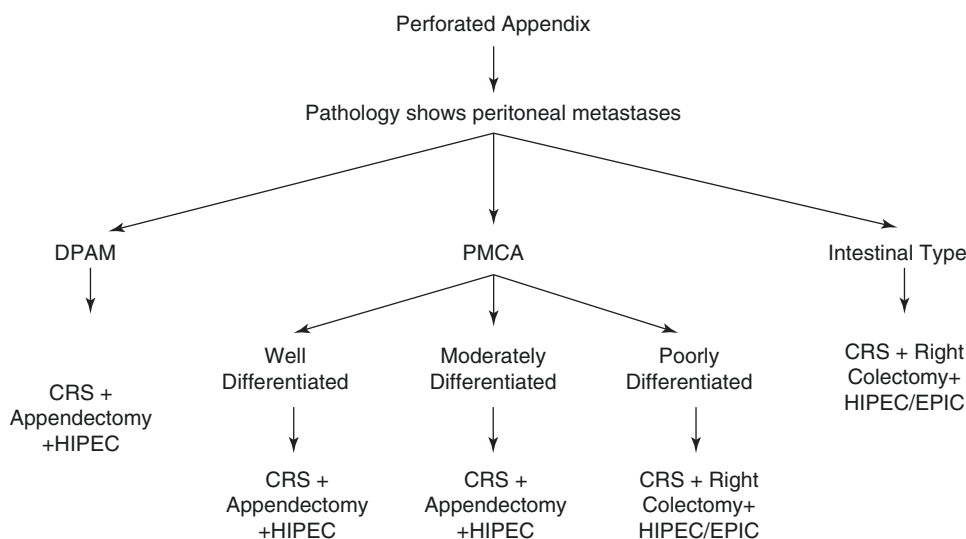 Perforated Appendix
Pathology shows peritoneal metastases
DPAM
PMCA
Intestinal Type
CRS +
Appendectomy
+HIPEC
Well
Differentiated
Moderately
Differentiated
Poorly
Differentiated
CRS + Right
Colectomy+
HIPEC/EPIC
CRS +
Appendectomy
+HIPEC
CRS +
Appendectomy
+HIPEC
CRS + Right
Colectomy+
HIPEC/EPIC